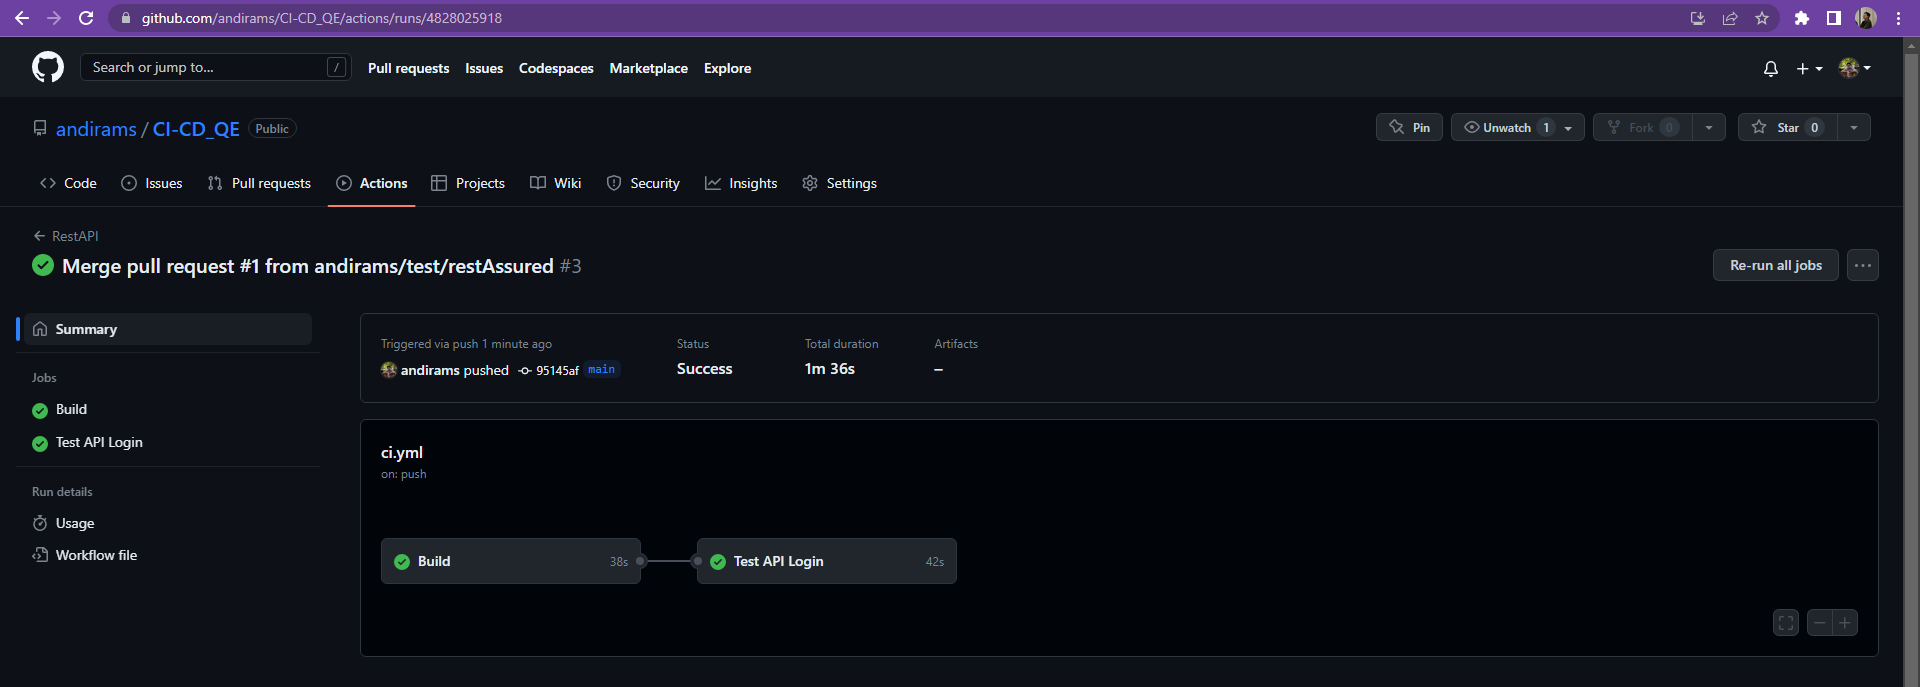 github.com/andirams/CI-CD_QE/actions/runs/4828025918
Search or jump to... /
Pull requests Issues Codespaces Marketplace Explore
andirams / CI-CD_QE Public
Pin Unwatch 1 Fork 0 Star 0
Code Issues Pull requests Actions Projects Wiki Security Insights Settings
RestAPI
Merge pull request #1 from andirams/test/restAssured #3
Re-run all jobs
Summary
Jobs
Build
Test API Login
Run details
Usage
Workflow file
Triggered via push 1 minute ago Status Total duration Artifacts
andirams pushed 95145af main Success 1m 36s –
ci.yml
on: push
Build 38s Test API Login 42s